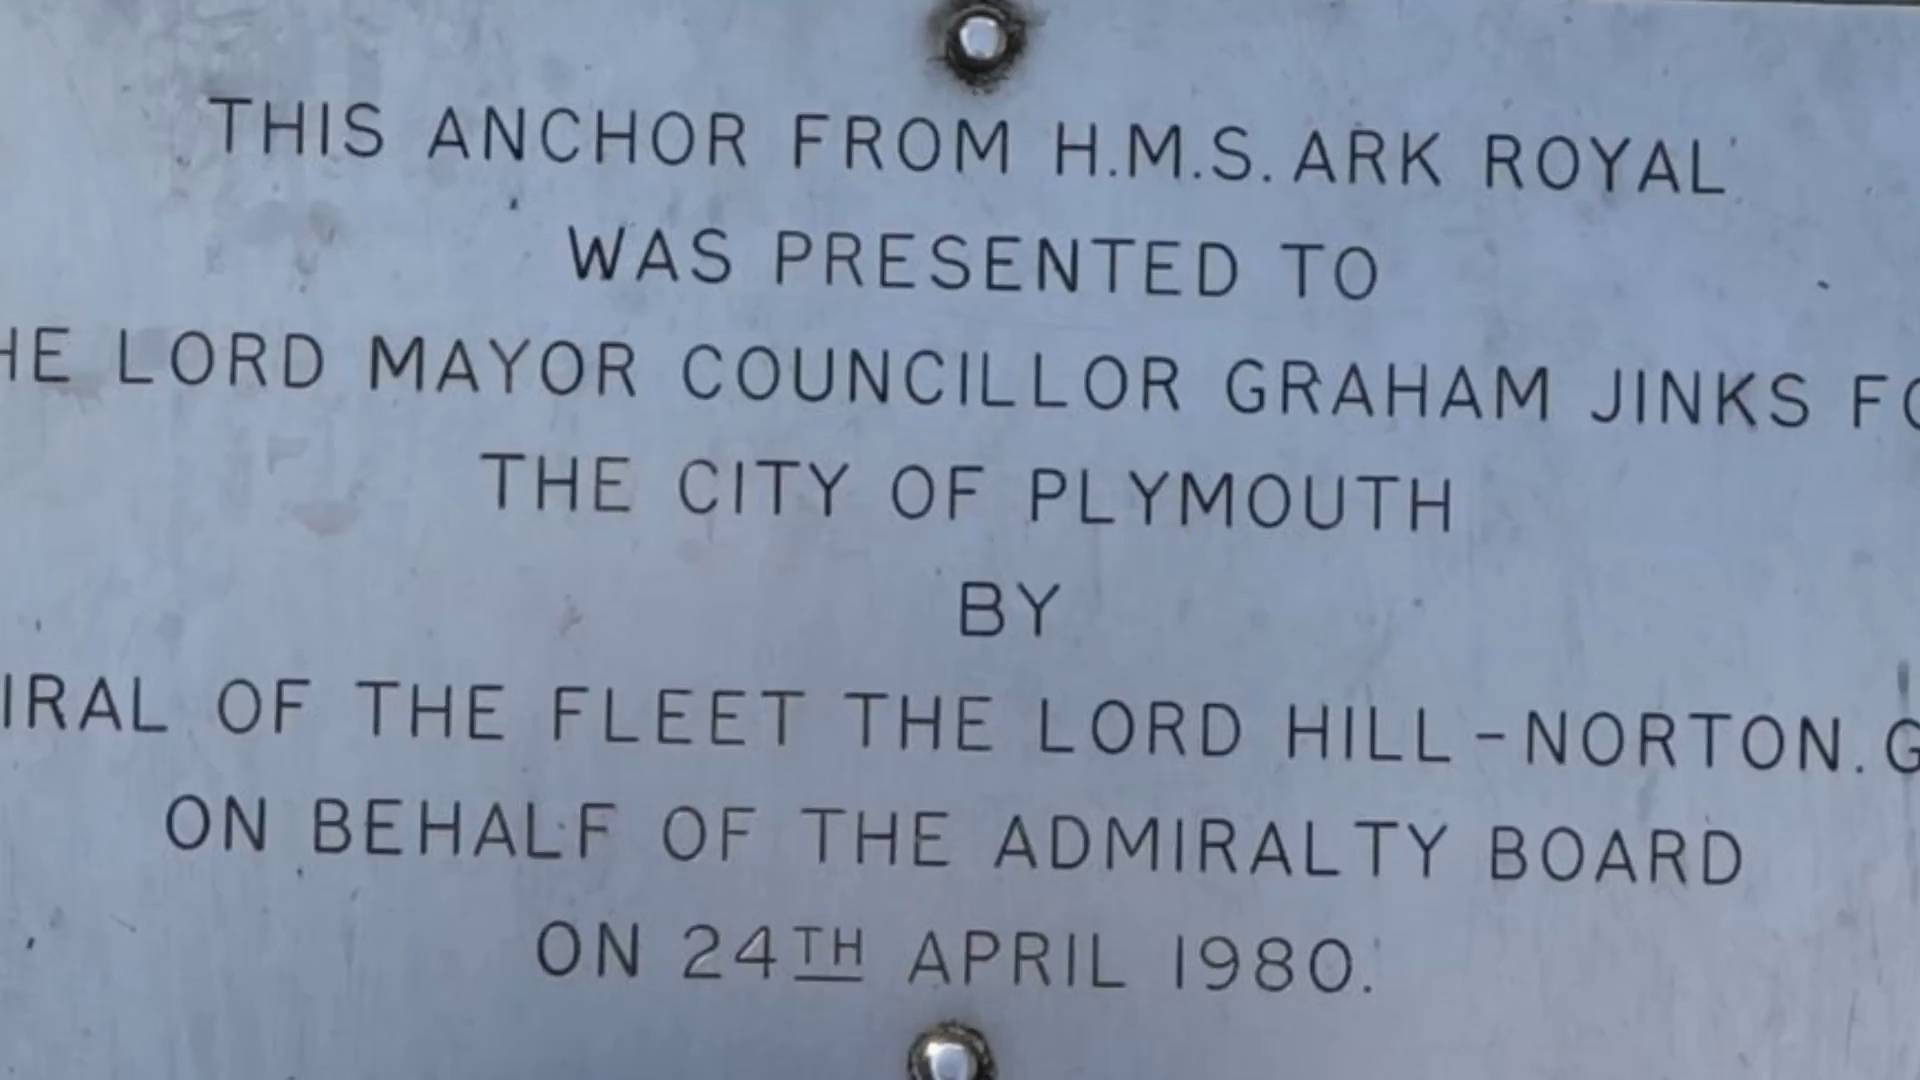 THIS ANCHOR FROM H.M.S. ARK ROYAL
WAS PRESENTED TO
HE LORD MAYOR COUNCILLOR GRAHAM JINKS FO
THE CITY OF PLYMOUTH
BY
IRAL OF THE FLEET THE LORD HILL-NORTON. G
ON BEHALF OF THE ADMIRALTY BOARD
ON 24TH APRIL 1980.